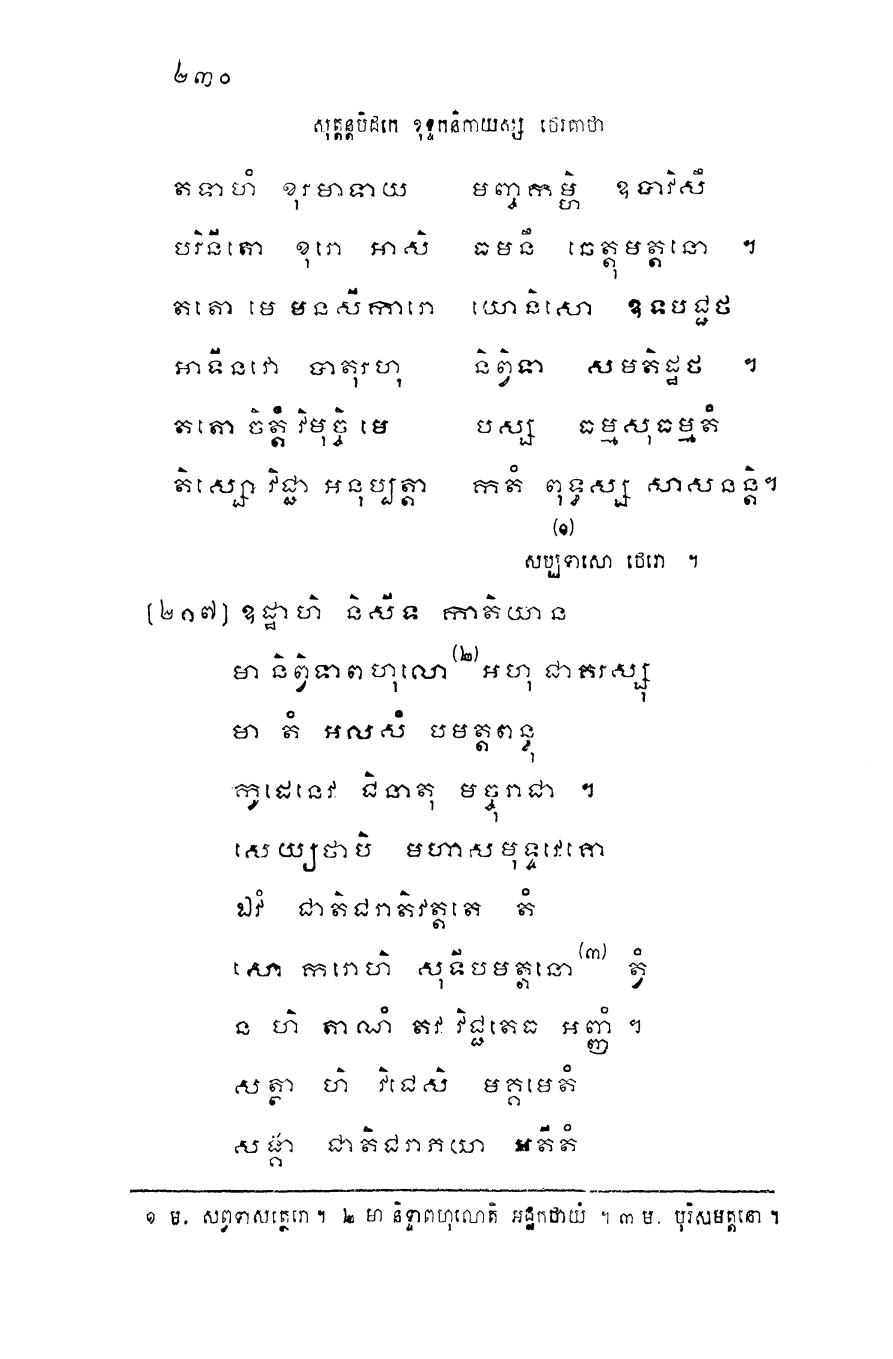 ២៣០
សុត្តន្តបិដកេ ខុទ្ទកនិកាយស្ស ថេរគាថា
តទាហំ ខុរមាទាយ មញ្ចកម្ហិ ឧបាវិសឹ
បរិនីតោ ខុរោ អាសិ ធមនឹ ឆេត្តុមត្តនោ ។
តតោ មេ មនសីការោ យោនិសោ ឧទបជ្ជថ
អាទីនវោ បាតុរហុ និព្វិទា សមតិដ្ឋថ ។
តតោ ចិត្តំ វិមុច្ចិ មេ បស្ស ធម្មសុធម្មតំ
តិស្សោ វិជ្ជា អនុប្បត្តា កតំ ពុទ្ធស្ស សាសនន្តិ។
(១)
សប្បទាសោ ថេរោ ។
[២១៧] ឧដ្ឋាហិ និសីទ កាតិយាន
មា និព្វិទាពហុលោ(២) អហុ ជាគរស្សុ
មា តំ អលសំ បមត្តពន្ធុ
កូដេនេវ ជិនាតុ មច្ចុរាជា ។
សេយ្យថាបិ មហាសមុទ្ទវេគោ
ឯវំ ជាតិជរាតិវត្តតេ តំ
សោ ករោហិ សុទីបមត្តនោ(៣) ត្វំ
ន ហិ តាណំ តវ វិជ្ជតេធ អញ្ញំ ។
សត្ថា ហិ វិជេសិ មគ្គមេតំ
សង្គា ជាតិជរាភយា អតីតំ
១ ម. សព្វទាសត្ថេរោ ។ ២ មា និទ្ទាពហុលោតិ អដ្ឋកថាយំ ។ ៣ ម. បុរិសមត្តនោ ។